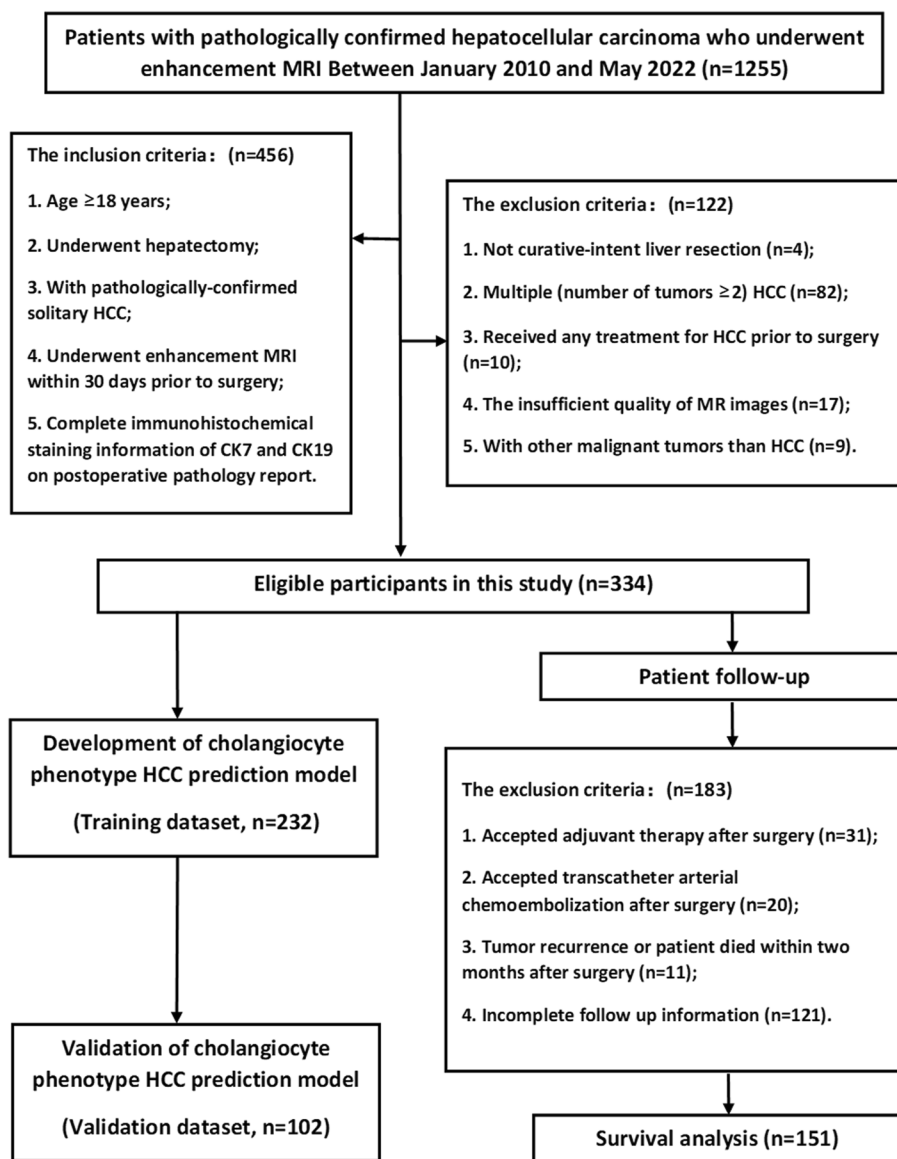 Patients with pathologically confirmed hepatocellular carcinoma who underwent
enhancement MRI Between January 2010 and May 2022 (n=1255)
The inclusion criteria：(n=456)
1. Age ≥18 years;
2. Underwent hepatectomy;
3. With pathologically-confirmed
solitary HCC;
4. Underwent enhancement MRI
within 30 days prior to surgery;
5. Complete immunohistochemical
staining information of CK7 and CK19
on postoperative pathology report.
The exclusion criteria：(n=122)
1. Not curative-intent liver resection (n=4);
2. Multiple (number of tumors ≥2) HCC (n=82);
3. Received any treatment for HCC prior to surgery
(n=10);
4. The insufficient quality of MR images (n=17);
5. With other malignant tumors than HCC (n=9).
Eligible participants in this study (n=334)
Development of cholangiocyte
phenotype HCC prediction model
(Training dataset, n=232)
Validation of cholangiocyte
phenotype HCC prediction model
(Validation dataset, n=102)
Patient follow-up
The exclusion criteria：(n=183)
1. Accepted adjuvant therapy after surgery (n=31);
2. Accepted transcatheter arterial
chemoembolization after surgery (n=20);
3. Tumor recurrence or patient died within two
months after surgery (n=11);
4. Incomplete follow up information (n=121).
Survival analysis (n=151)